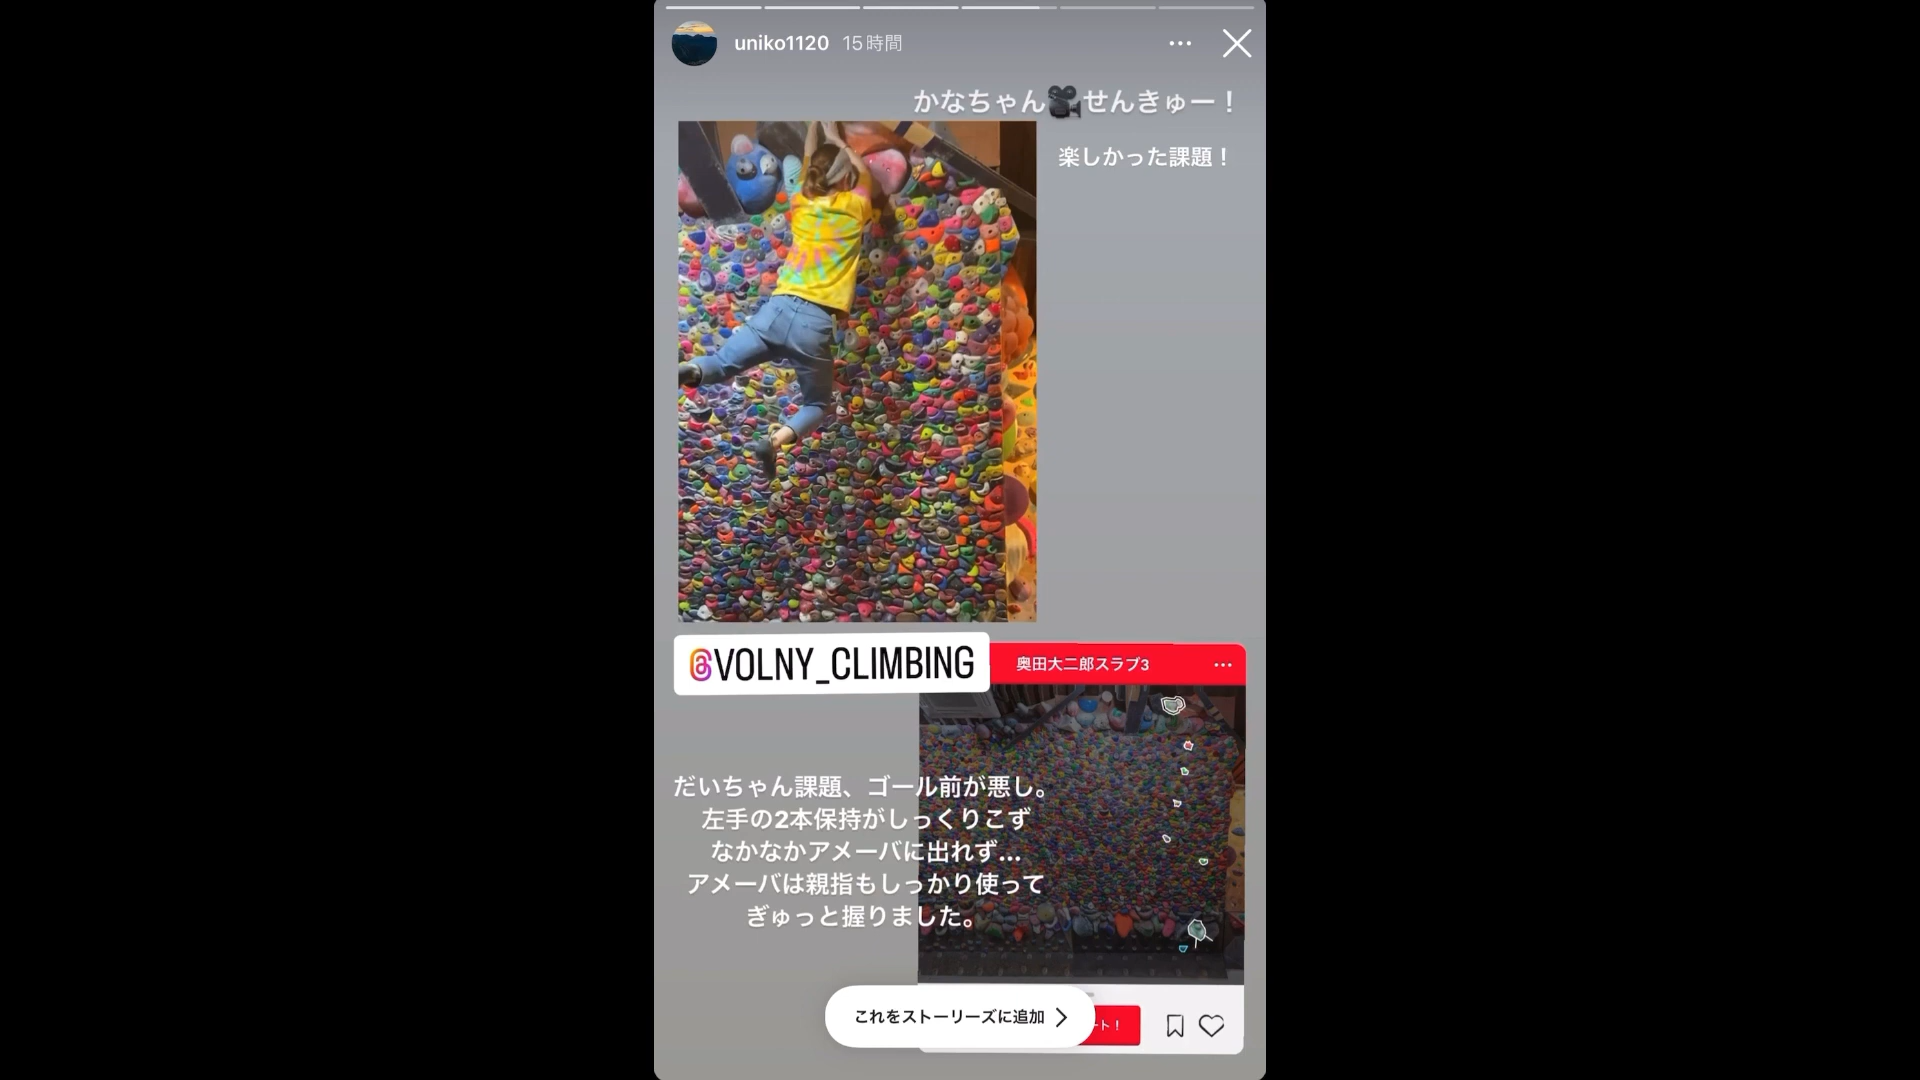 uniko1120 15時間
かなちゃん🎥せんきゅー！
楽しかった課題！
@VOLNY_CLIMBING
奥田大二郎スラブ3
だいちゃん課題、ゴール前が悪し。
左手の2本保持がしっくりこず
なかなかアメーバに出れず...
アメーバは親指もしっかり使って
ぎゅっと握りました。
これをストーリーズに追加
ート！